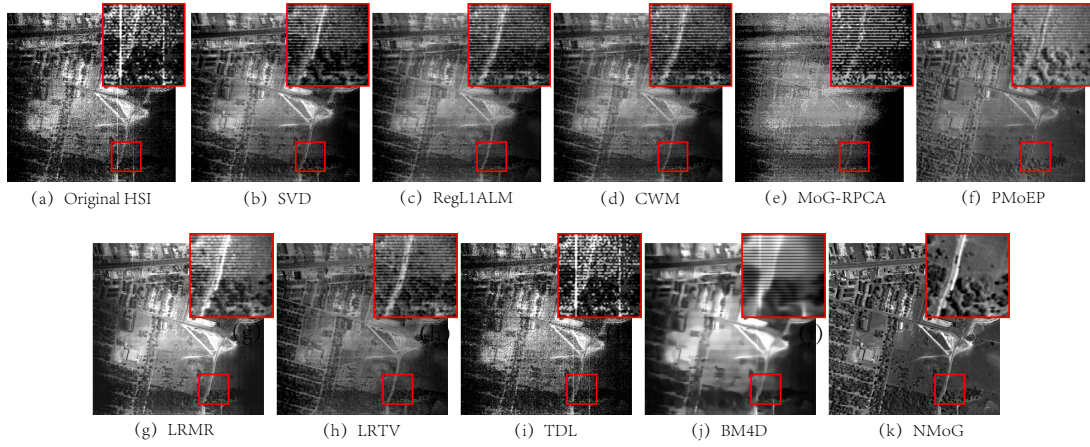 (a) Original HSI (b) SVD (c) RegL1ALM (d) CWM (e) MoG-RPCA (f) PMoEP
(g) LRMR (h) LRTV (i) TDL (j) BM4D (k) NMoG